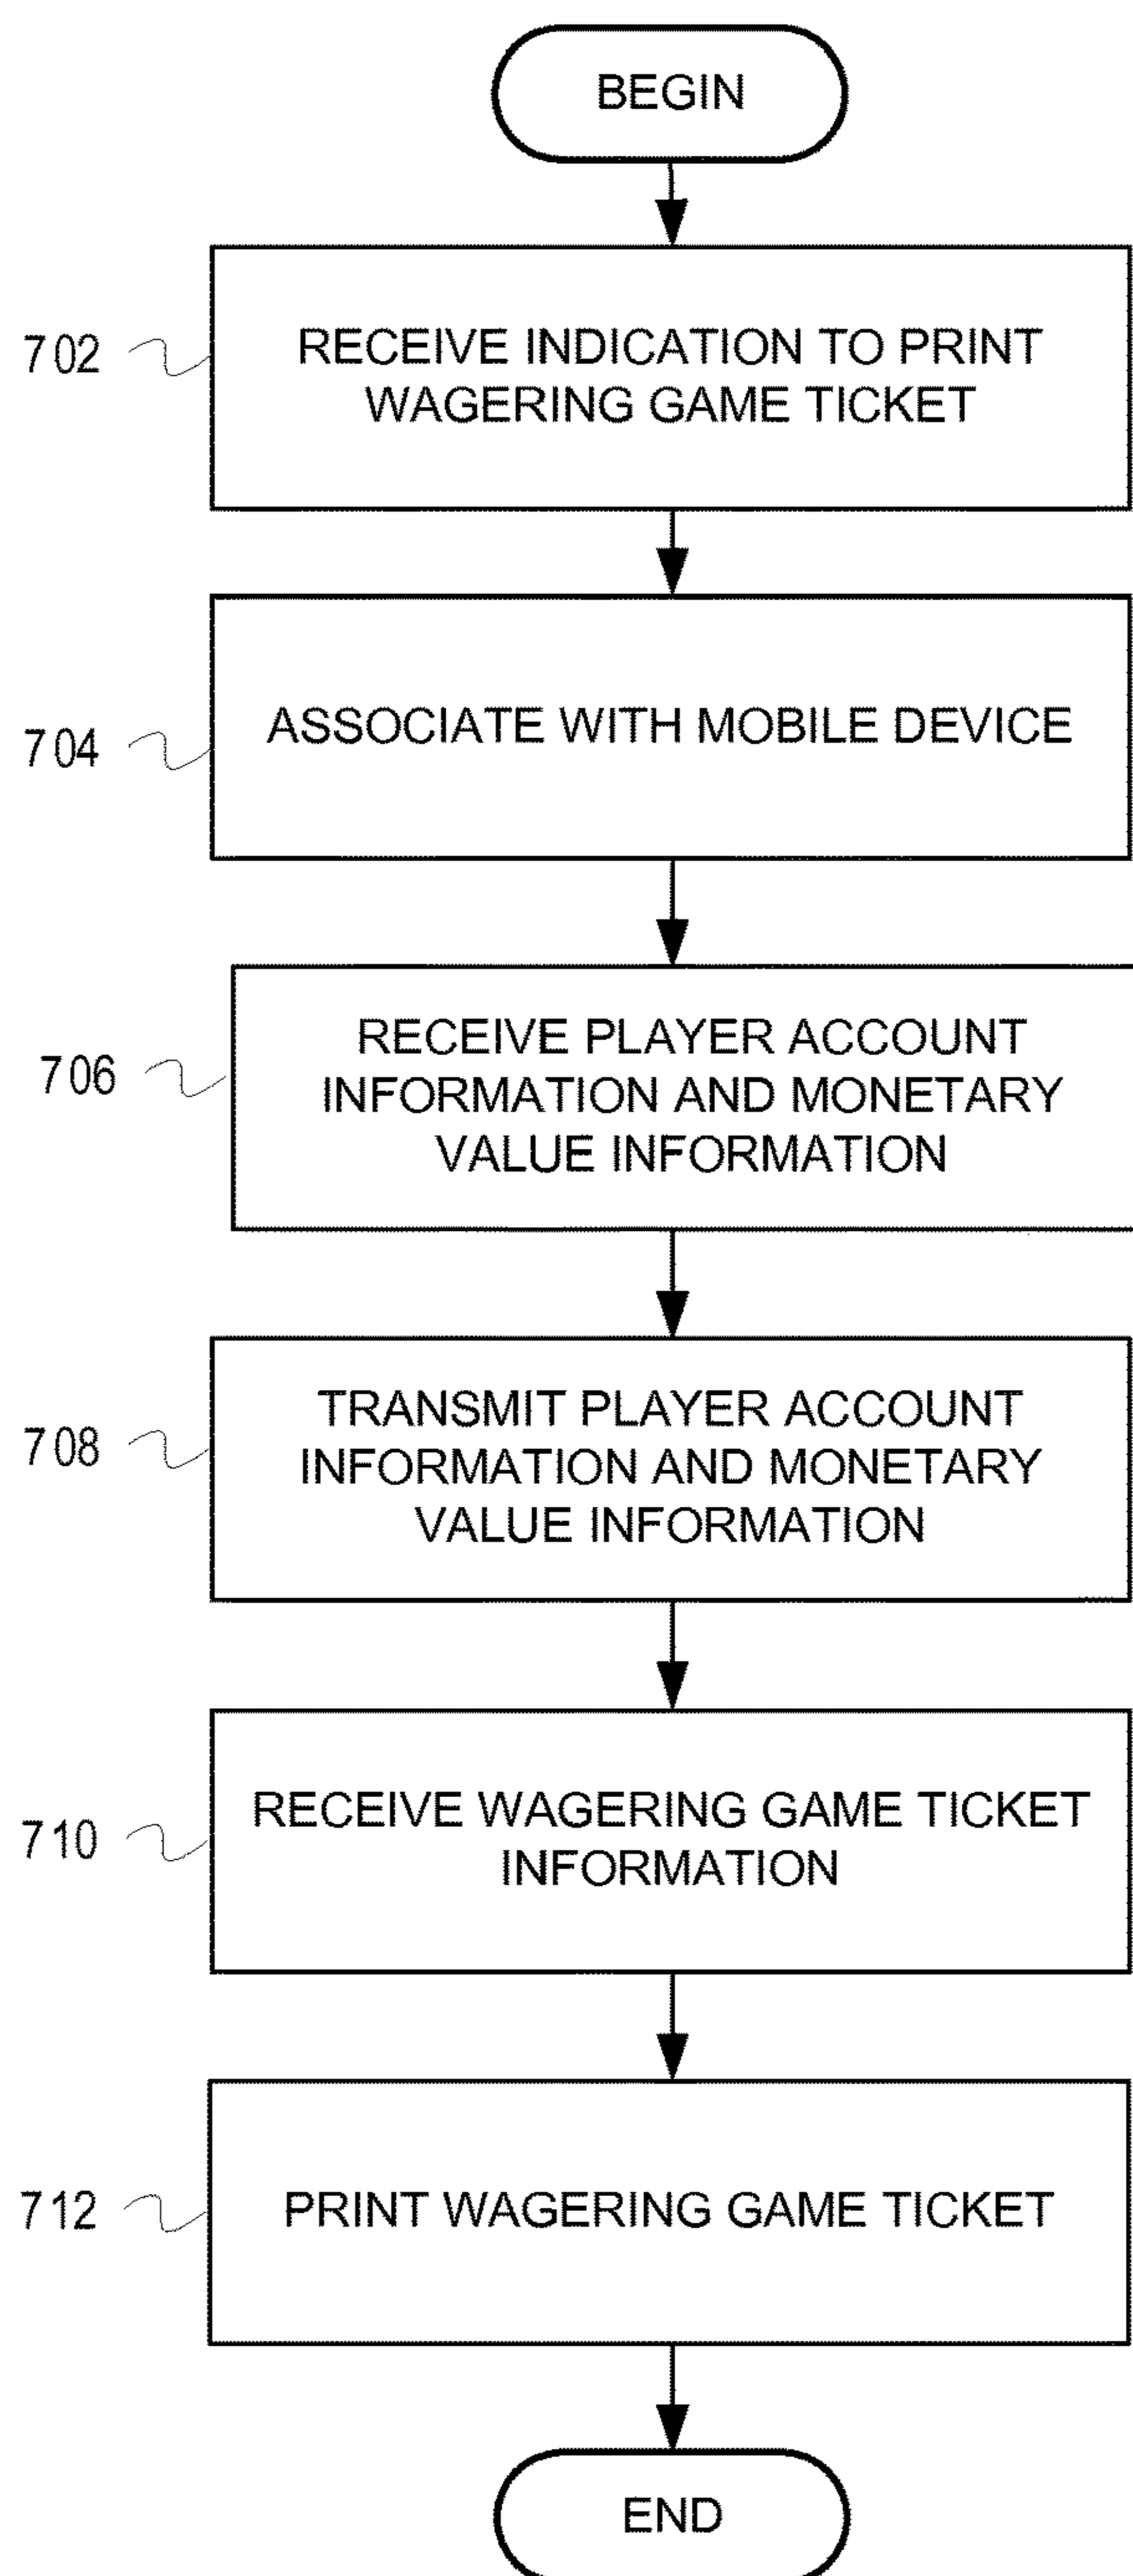 BEGIN
702
RECEIVE INDICATION TO PRINT
WAGERING GAME TICKET
704
ASSOCIATE WITH MOBILE DEVICE
706
RECEIVE PLAYER ACCOUNT
INFORMATION AND MONETARY
VALUE INFORMATION
708
TRANSMIT PLAYER ACCOUNT
INFORMATION AND MONETARY
VALUE INFORMATION
710
RECEIVE WAGERING GAME TICKET
INFORMATION
712
PRINT WAGERING GAME TICKET
END